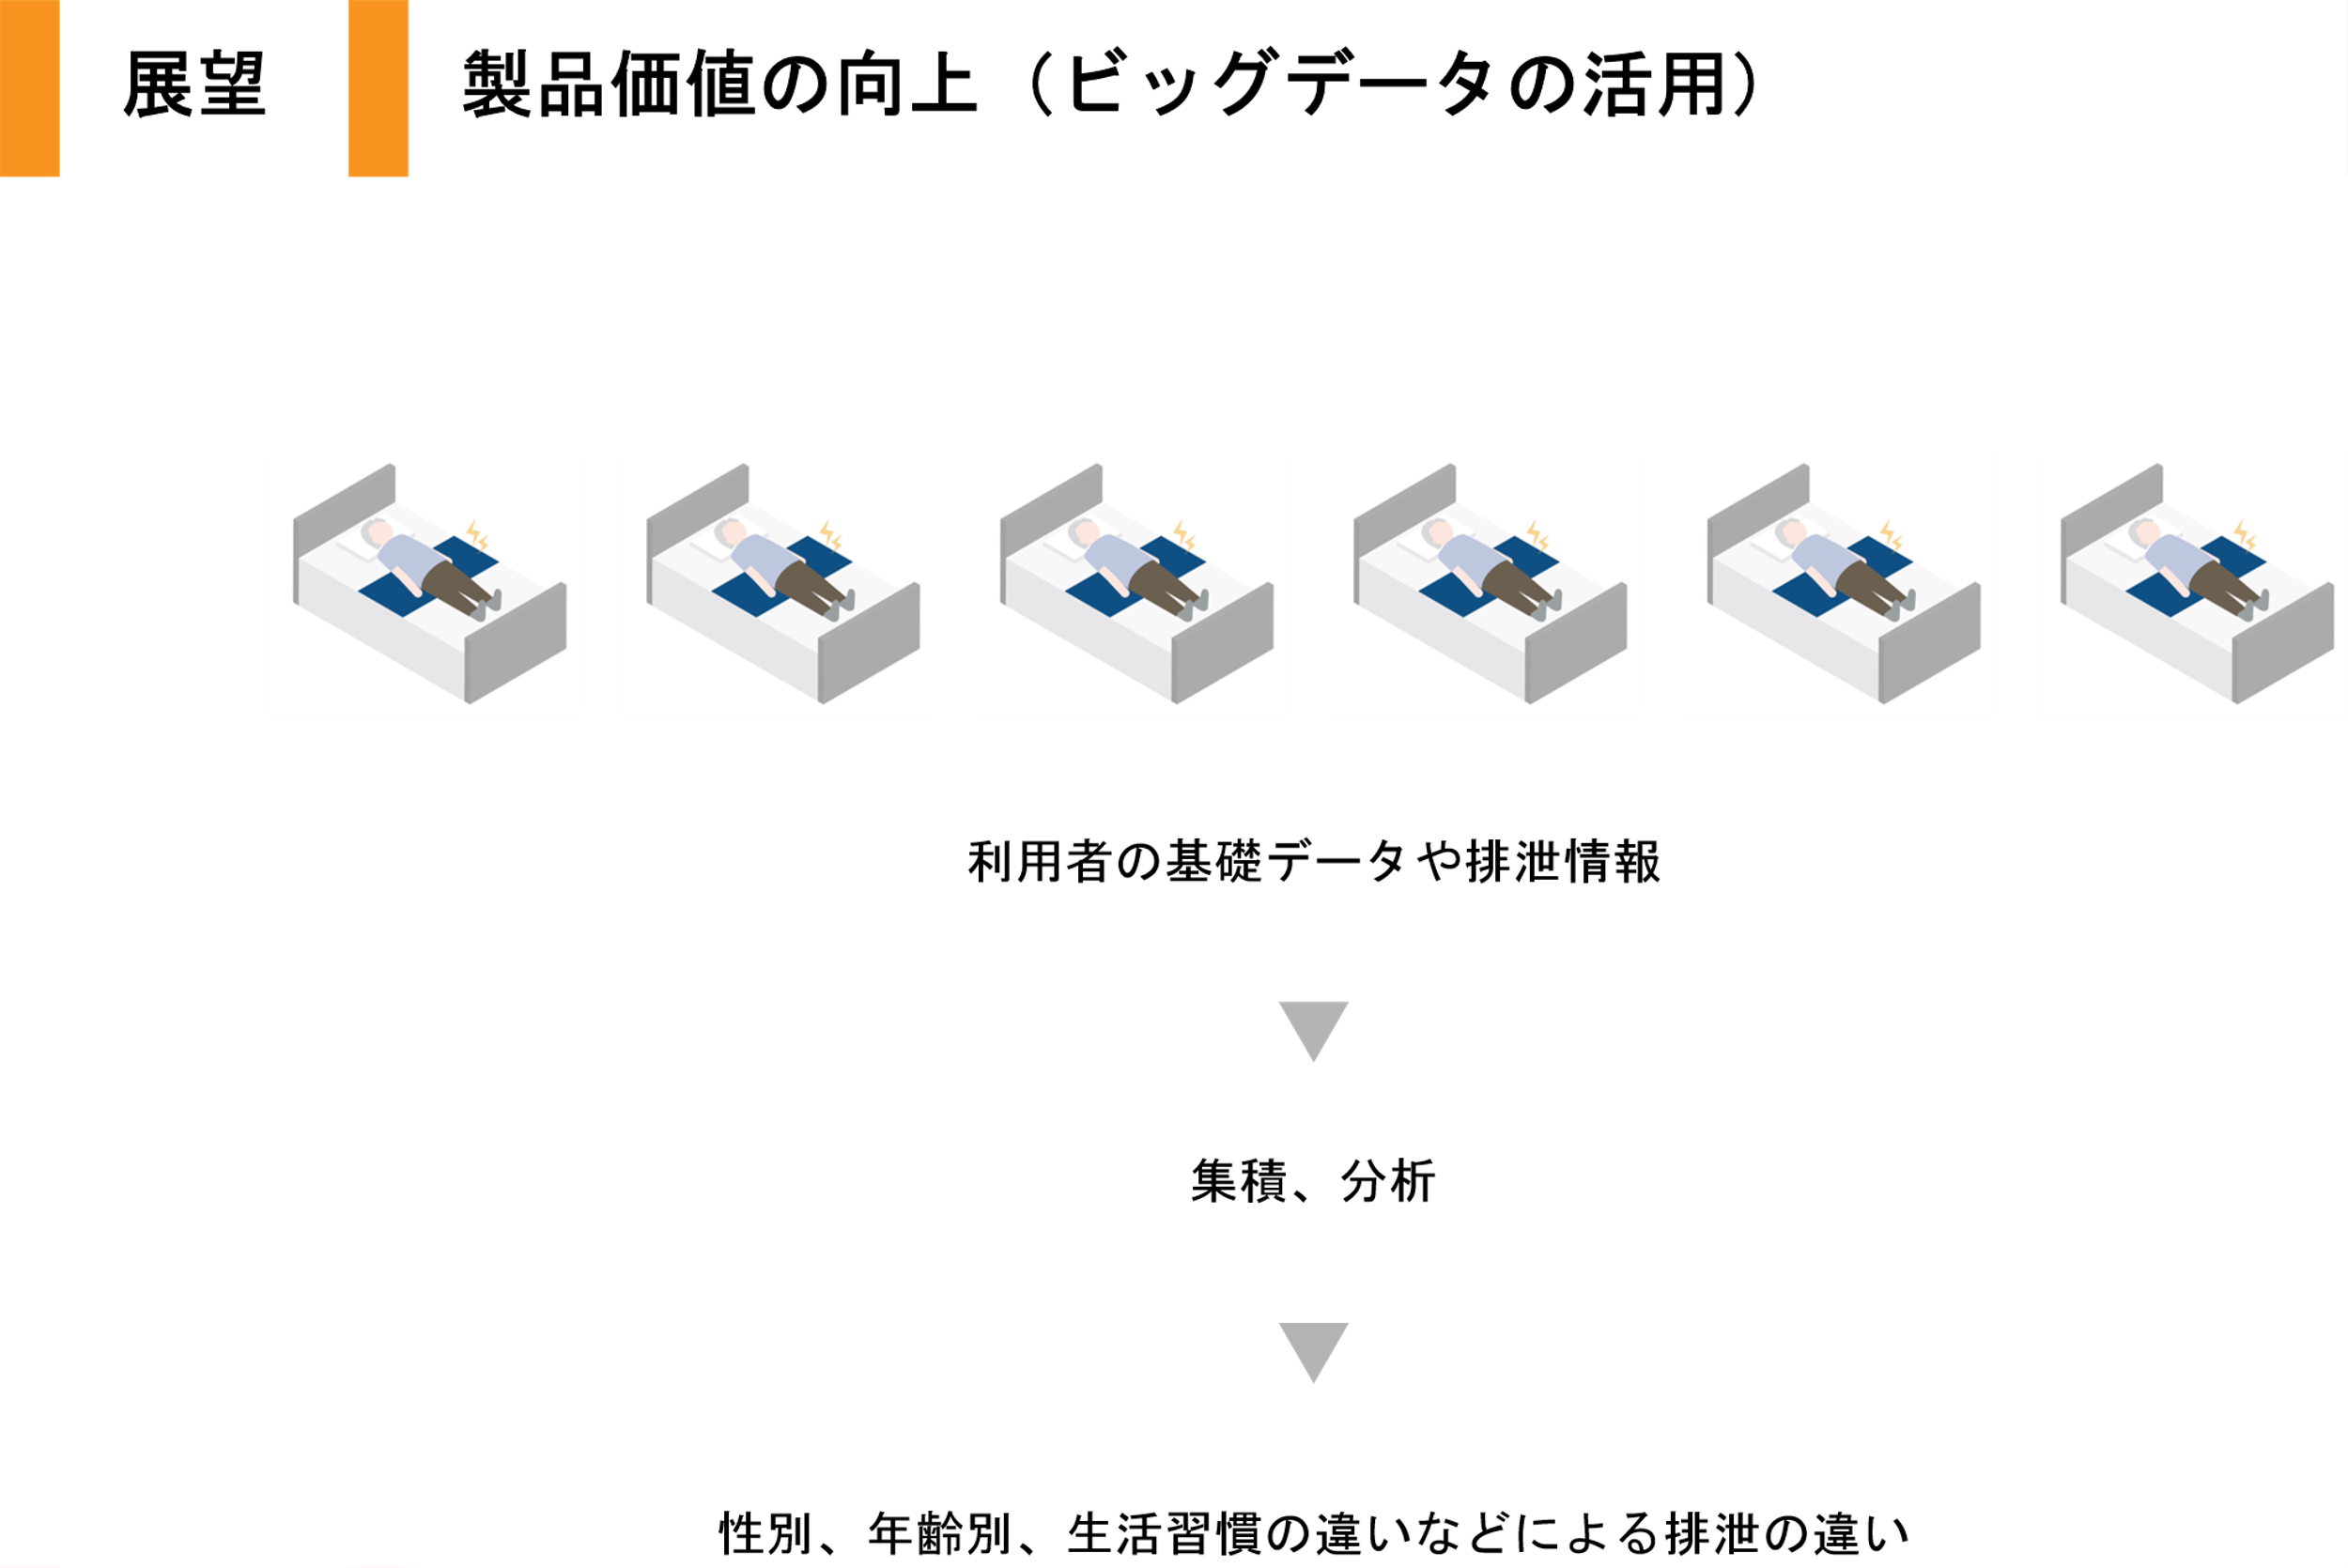 展望
製品価値の向上（ビッグデータの活用）
利用者の基礎データや排泄情報
集積、分析
性別、年齢別、生活習慣の違いなどによる排泄の違い